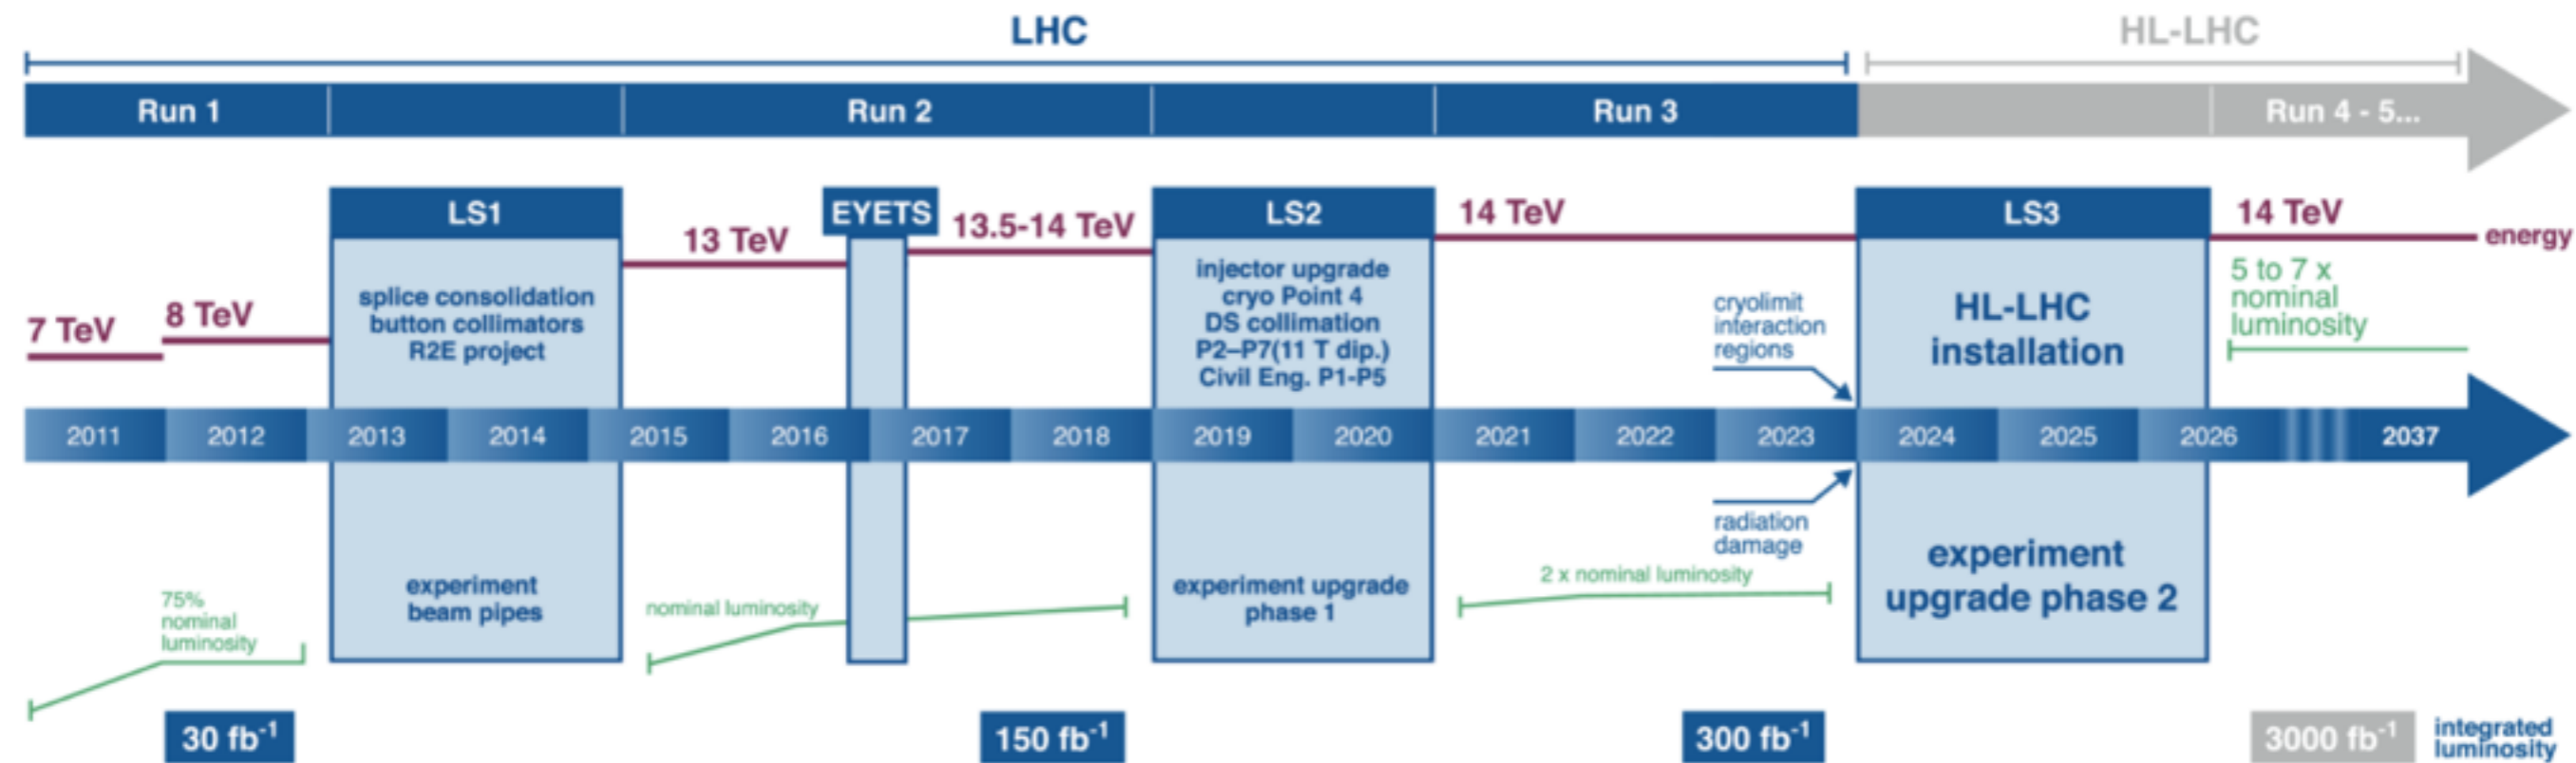 LHC
HL-LHC
Run 1
Run 2
Run 3
Run 4 - 5...
LS1
EYETS
LS2
LS3
7 TeV
8 TeV
13 TeV
13.5-14 TeV
14 TeV
14 TeV
energy
splice consolidation
button collimators
R2E project
injector upgrade
cryo Point 4
DS collimation
P2–P7(11 T dip.)
Civil Eng. P1-P5
cryolimit
interaction
regions
HL-LHC
installation
5 to 7 x
nominal
luminosity
2011
2012
2013
2014
2015
2016
2017
2018
2019
2020
2021
2022
2023
2024
2025
2026
2037
radiation
damage
75%
nominal
luminosity
experiment
beam pipes
nominal luminosity
experiment upgrade
phase 1
2 x nominal luminosity
experiment
upgrade phase 2
30 fb⁻¹
150 fb⁻¹
300 fb⁻¹
3000 fb⁻¹
integrated
luminosity